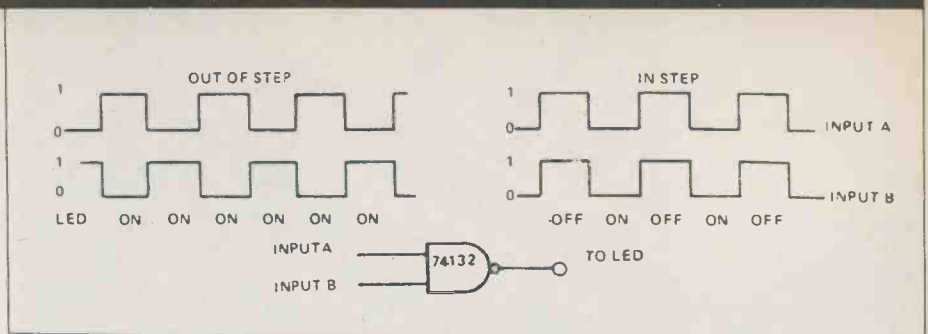 OUT OF STEP
1
0
1
0
LED ON ON ON ON ON ON
IN STEP
1
0
INPUT A
1
0
INPUT B
-OFF ON OFF ON OFF
INPUT A
INPUT B
74132
TO LED